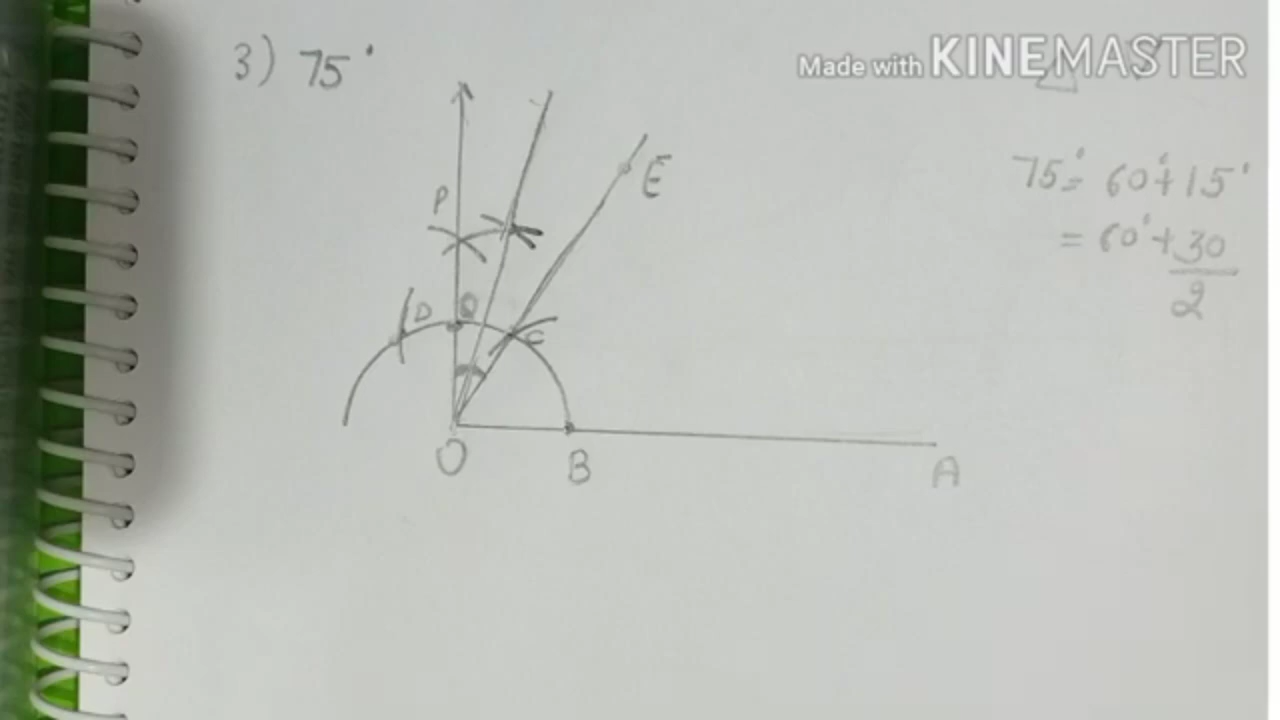 3) 75°
Made with KINEMASTER
75° = 60° + 15°
= 60° + 30
2
E
P
D
Q
C
O
B
A